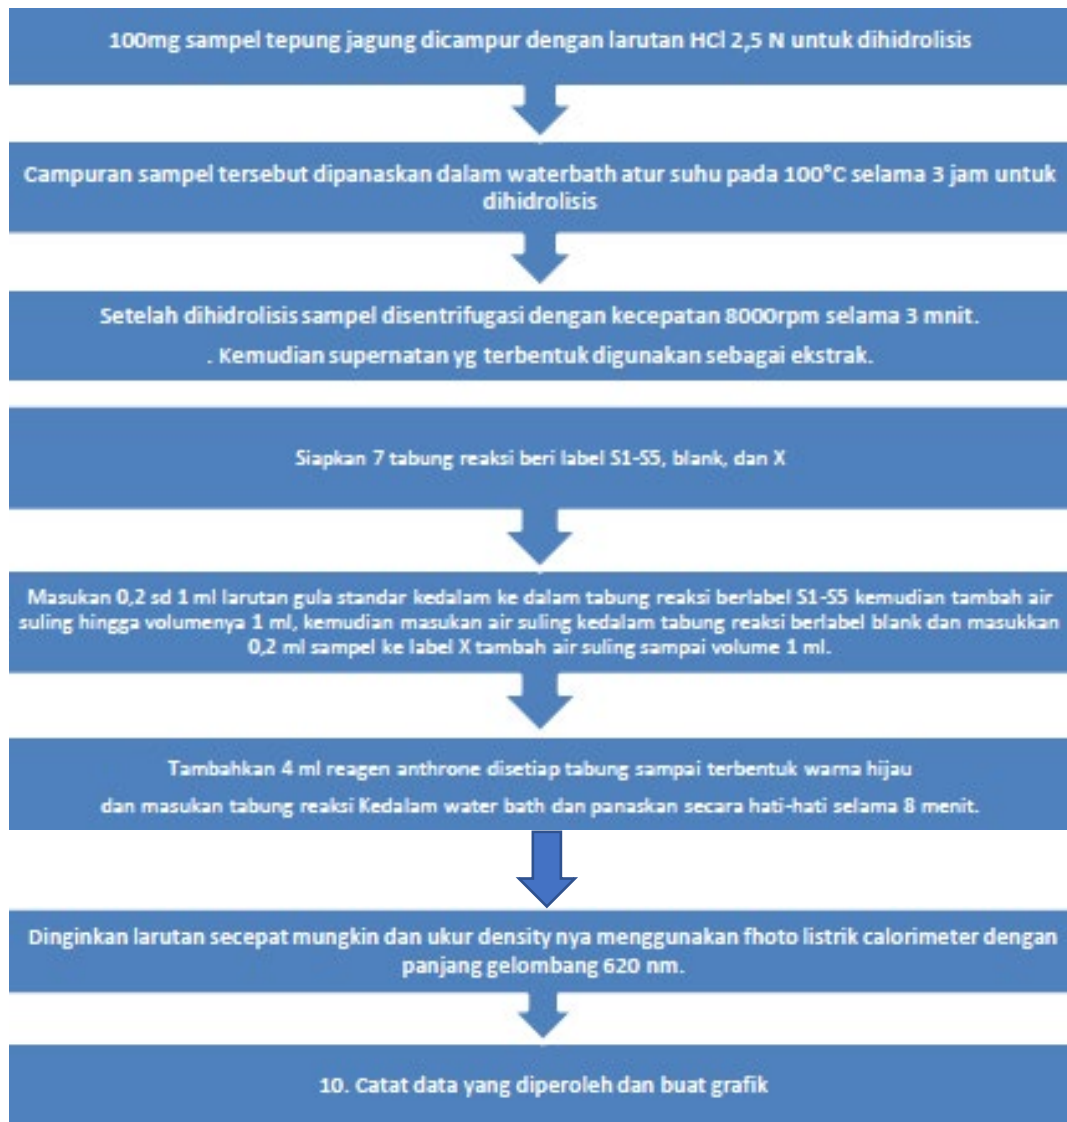 100mg sampel tepung jagung dicampur dengan larutan HCl 2,5 N untuk dihidrolisis
Campuran sampel tersebut dipanaskan dalam waterbath atur suhu pada 100°C selama 3 jam untuk
dihidrolisis
Setelah dihidrolisis sampel disentrifugasi dengan kecepatan 8000rpm selama 3 mnit.
. Kemudian supernatan yg terbentuk digunakan sebagai ekstrak.
Siapkan 7 tabung reaksi beri label S1-S5, blank, dan X
Masukan 0,2 sd 1 ml larutan gula standar kedalam ke dalam tabung reaksi berlabel S1-S5 kemudian tambah air
suling hingga volumenya 1 ml, kemudian masukan air suling kedalam tabung reaksi berlabel blank dan masukkan
0,2 ml sampel ke label X tambah air suling sampai volume 1 ml.
Tambahkan 4 ml reagen anthrone disetiap tabung sampai terbentuk warna hijau
dan masukan tabung reaksi Kedalam water bath dan panaskan secara hati-hati selama 8 menit.
Dinginkan larutan secepat mungkin dan ukur density nya menggunakan fhoto listrik calorimeter dengan
panjang gelombang 620 nm.
10. Catat data yang diperoleh dan buat grafik